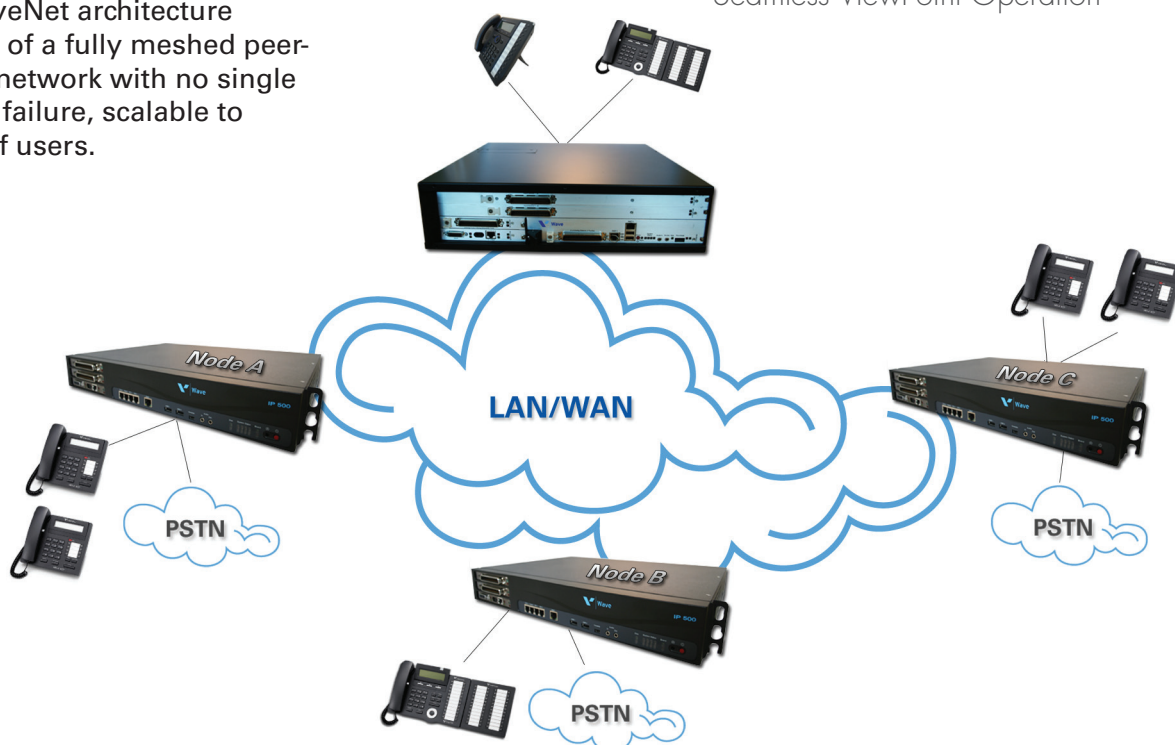 veNet architecture
of a fully meshed peer-
network with no single
failure, scalable to
f users.
Seamless ViewPoint Operation
Wave
Node A
Wave
IP 500
LAN/WAN
Node C
Wave
IP 500
PSTN
PSTN
Node B
Wave
IP 500
PSTN